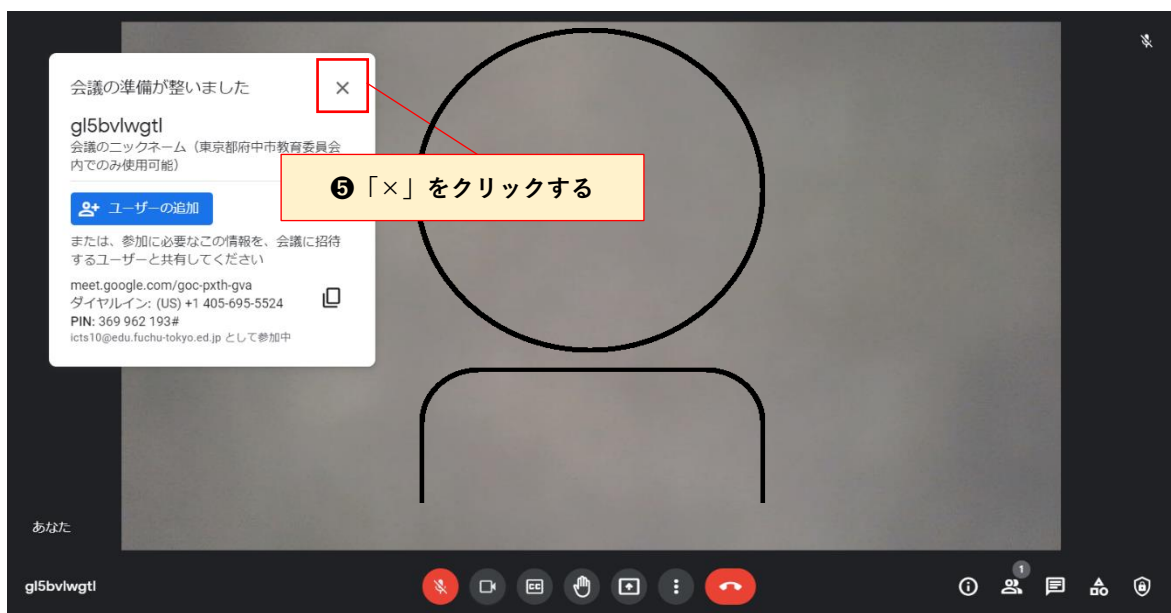 会議の準備が整いました
gl5bvlwgtl
会議のニックネーム（東京都府中市教育委員会
内でのみ使用可能）
❺「×」をクリックする
ユーザーの追加
または、参加に必要なこの情報を、会議に招待
するユーザーと共有してください
meet.google.com/goc-pxth-gva
ダイヤルイン: (US) +1 405-695-5524
PIN: 369 962 193#
icts10@edu.fuchu-tokyo.ed.jp として参加中
あなた
gl5bvlwgtl
CC
1